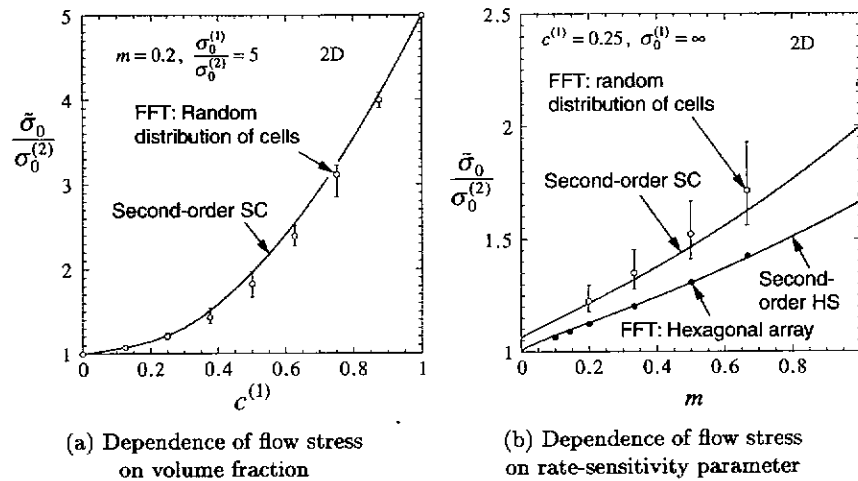 5
4
3
2
1
σ̃₀
σ₀⁽²⁾
m = 0.2, σ₀⁽¹⁾/σ₀⁽²⁾ = 5
2D
FFT: Random
distribution of cells
Second-order SC
0 0.2 0.4 0.6 0.8 1
c⁽¹⁾
(a) Dependence of flow stress
on volume fraction
2.5
2
1.5
1
σ̃₀
σ₀⁽²⁾
c⁽¹⁾ = 0.25, σ₀⁽¹⁾ = ∞
2D
FFT: random
distribution of cells
Second-order SC
Second-
order HS
FFT: Hexagonal array
0 0.2 0.4 0.6 0.8 1
m
(b) Dependence of flow stress
on rate-sensitivity parameter